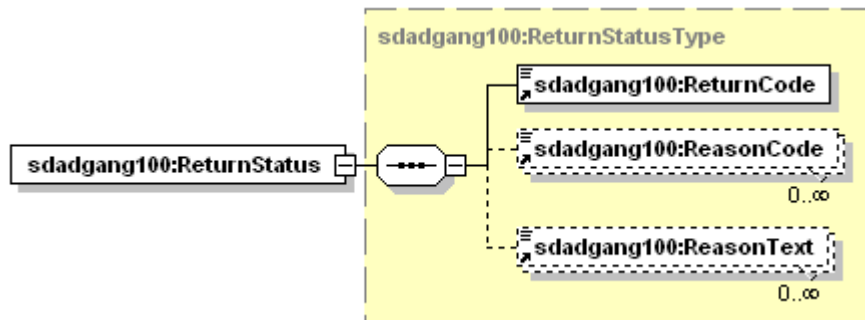 sdadgang100:ReturnStatusType
sdadgang100:ReturnCode
sdadgang100:ReturnStatus
sdadgang100:ReasonCode
0..∞
sdadgang100:ReasonText
0..∞